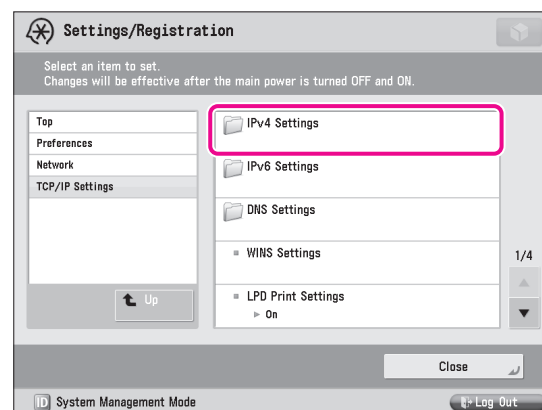 Settings/Registration
Select an item to set.
Changes will be effective after the main power is turned OFF and ON.
Top
Preferences
Network
TCP/IP Settings
Up
IPv4 Settings
IPv6 Settings
DNS Settings
WINS Settings
LPD Print Settings
On
1/4
Close
ID System Management Mode
Log Out